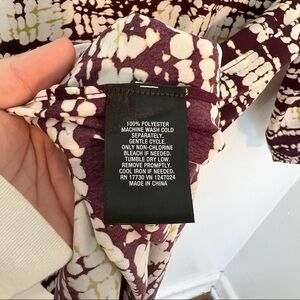 100% POLYESTER
MACHINE WASH COLD
SEPARATELY.
GENTLE CYCLE.
ONLY NON-CHLORINE
BLEACH IF NEEDED.
TUMBLE DRY LOW.
REMOVE PROMPTLY.
COOL IRON IF NEEDED.
RN 17730 VN 1247024
MADE IN CHINA